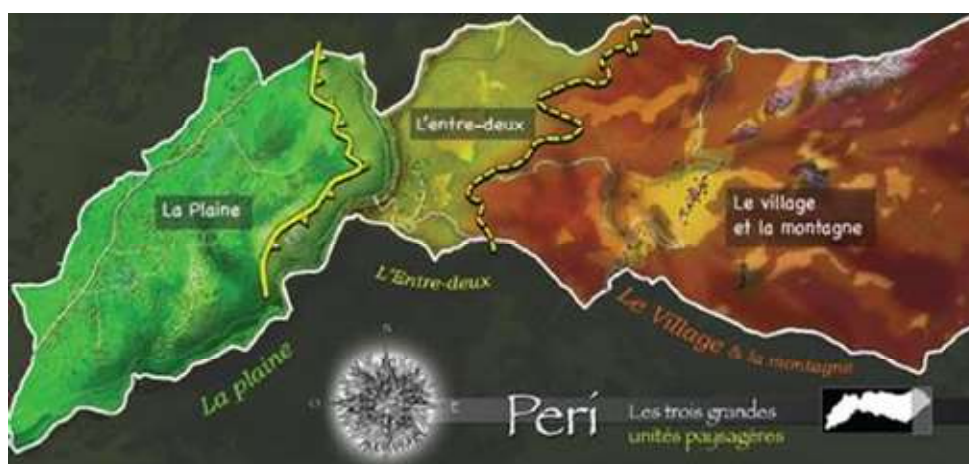 L'entre-deux
La Plaine
Le village
et la montagne
L'Entre-deux
La plaine
Le Village & la montagne
N
O
E
Peri
Les trois grandes
unités paysagères